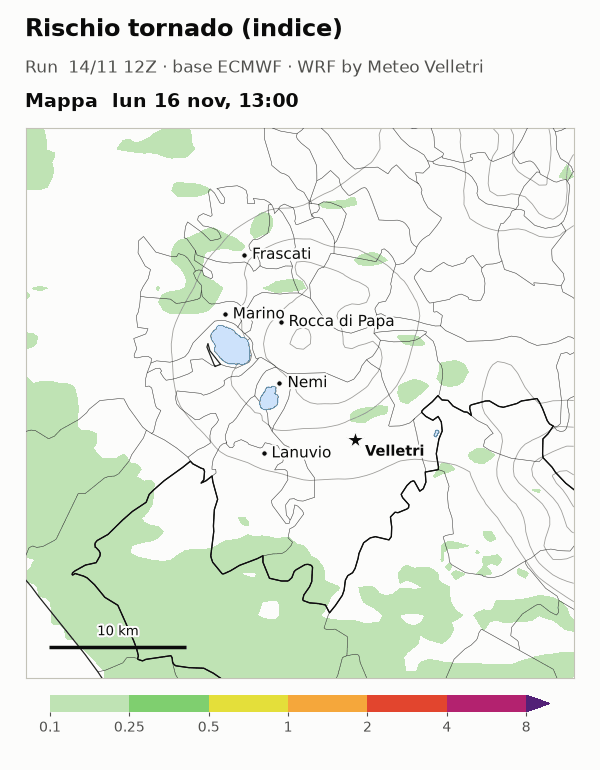 Rischio tornado (indice)
Run  14/11 12Z · base ECMWF · WRF by Meteo Velletri
Mappa  lun 16 nov, 13:00
Frascati
Marino
Rocca di Papa
Nemi
Velletri
Lanuvio
10 km
0.1 0.25 0.5 1 2 4 8